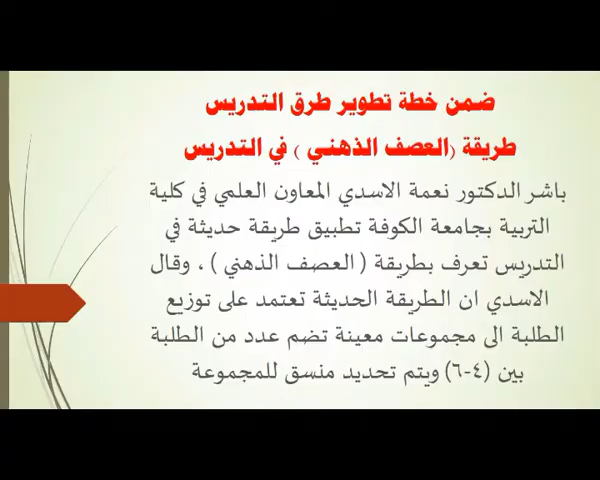 ضمن خطة تطوير طرق التدريس
طريقة (العصف الذهني ) في التدريس
باشر الدكتور نعمة الاسدي المعاون العلمي في كلية
التربية بجامعة الكوفة تطبيق طريقة حديثة في
التدريس تعرف بطريقة ( العصف الذهني ) ، وقال
الاسدي ان الطريقة الحديثة تعتمد على توزيع
الطلبة الى مجموعات معينة تضم عدد من الطلبة
بين (٤-٦) ويتم تحديد منسق للمجموعة